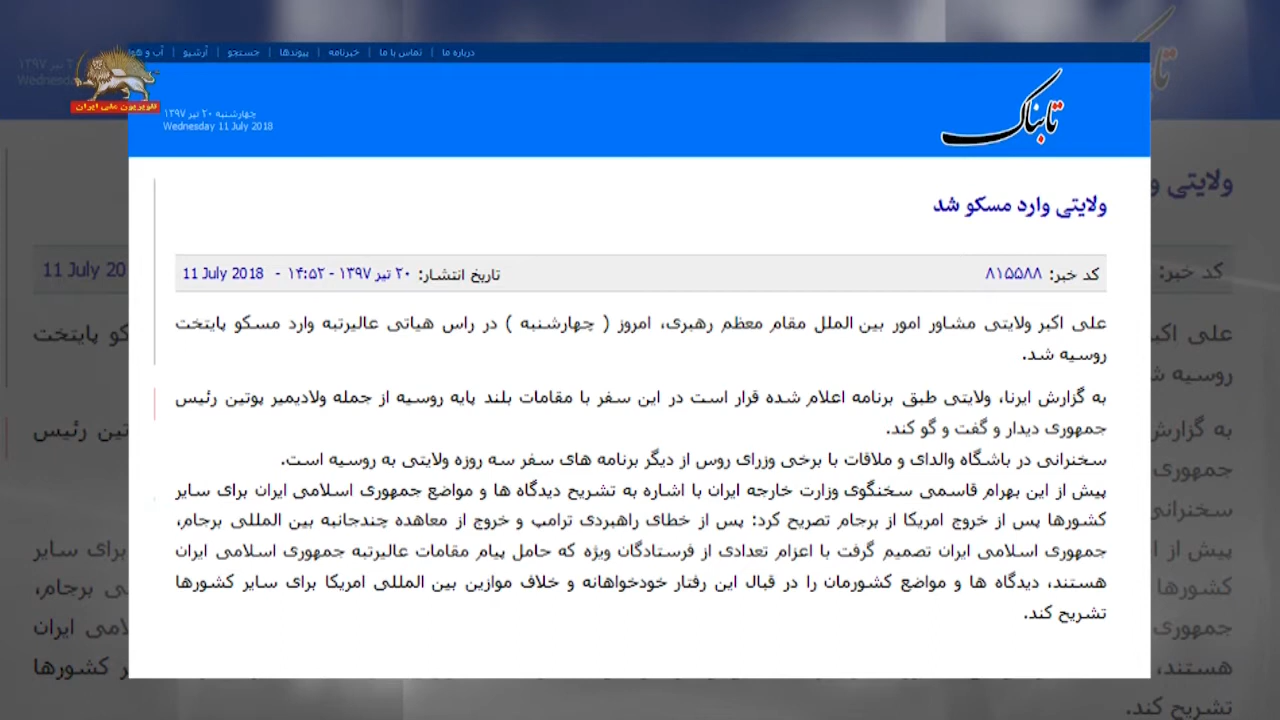 درباره ما | تماس با ما | خبرنامه | پیوندها | جستجو | آرشیو | آب و هوا
تلویزیون ملی ایران
تابناک
چهارشنبه ۲۰ تیر ۱۳۹۷
Wednesday 11 July 2018
ولایتی وارد مسکو شد
کد خبر: ۸۱۵۵۸۸
تاریخ انتشار: ۲۰ تیر ۱۳۹۷ - ۱۴:۵۲ - 11 July 2018
علی اکبر ولایتی مشاور امور بین الملل مقام معظم رهبری، امروز ( چهارشنبه ) در راس هیاتی عالیرتبه وارد مسکو پایتخت
روسیه شد.
به گزارش ایرنا، ولایتی طبق برنامه اعلام شده قرار است در این سفر با مقامات بلند پایه روسیه از جمله ولادیمیر پوتین رئیس
جمهوری دیدار و گفت و گو کند.
سخنرانی در باشگاه والدای و ملاقات با برخی وزرای روس از دیگر برنامه های سفر سه روزه ولایتی به روسیه است.
پیش از این بهرام قاسمی سخنگوی وزارت خارجه ایران با اشاره به تشریح دیدگاه ها و مواضع جمهوری اسلامی ایران برای سایر
کشورها پس از خروج امریکا از برجام تصریح کرد: پس از خطای راهبردی ترامپ و خروج از معاهده چندجانبه بین المللی برجام،
جمهوری اسلامی ایران تصمیم گرفت با اعزام تعدادی از فرستادگان ویژه که حامل پیام مقامات عالیرتبه جمهوری اسلامی ایران
هستند، دیدگاه ها و مواضع کشورمان را در قبال این رفتار خودخواهانه و خلاف موازین بین المللی امریکا برای سایر کشورها
تشریح کند.